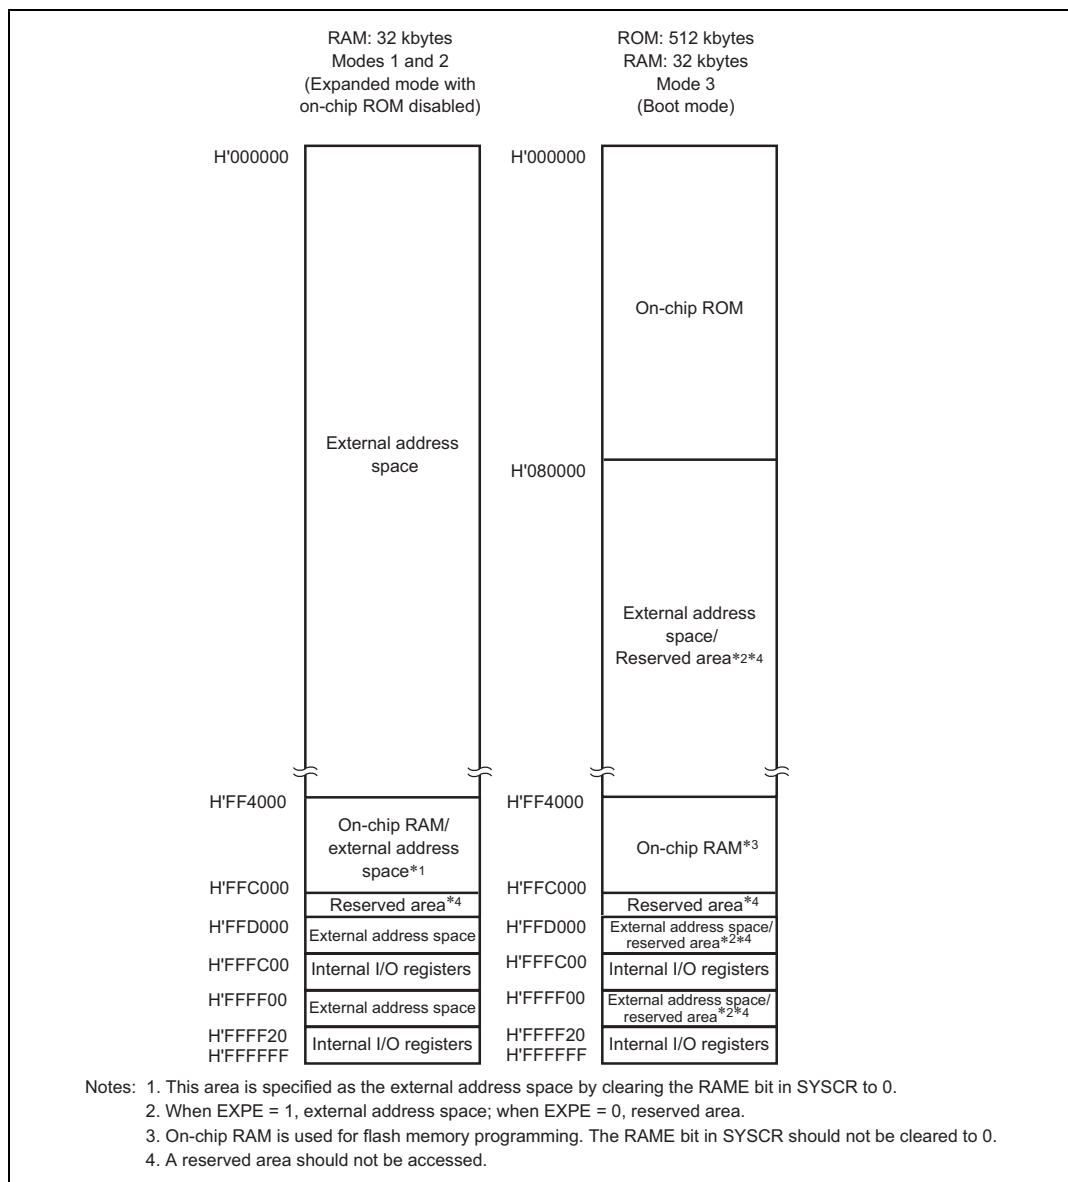 RAM: 32 kbytes
Modes 1 and 2
(Expanded mode with
on-chip ROM disabled)
H'000000
External address
space
H'FF4000
On-chip RAM/
external address
space*1
H'FFC000
Reserved area*4
H'FFD000
External address space
H'FFFC00
Internal I/O registers
H'FFFF00
External address space
H'FFFF20
Internal I/O registers
H'FFFFFF
ROM: 512 kbytes
RAM: 32 kbytes
Mode 3
(Boot mode)
H'000000
On-chip ROM
H'080000
External address
space/
Reserved area*2*4
H'FF4000
On-chip RAM*3
H'FFC000
Reserved area*4
H'FFD000
External address space/
reserved area*2*4
H'FFFC00
Internal I/O registers
H'FFFF00
External address space/
reserved area*2*4
H'FFFF20
Internal I/O registers
H'FFFFFF
Notes: 1. This area is specified as the external address space by clearing the RAME bit in SYSCR to 0.
2. When EXPE = 1, external address space; when EXPE = 0, reserved area.
3. On-chip RAM is used for flash memory programming. The RAME bit in SYSCR should not be cleared to 0.
4. A reserved area should not be accessed.